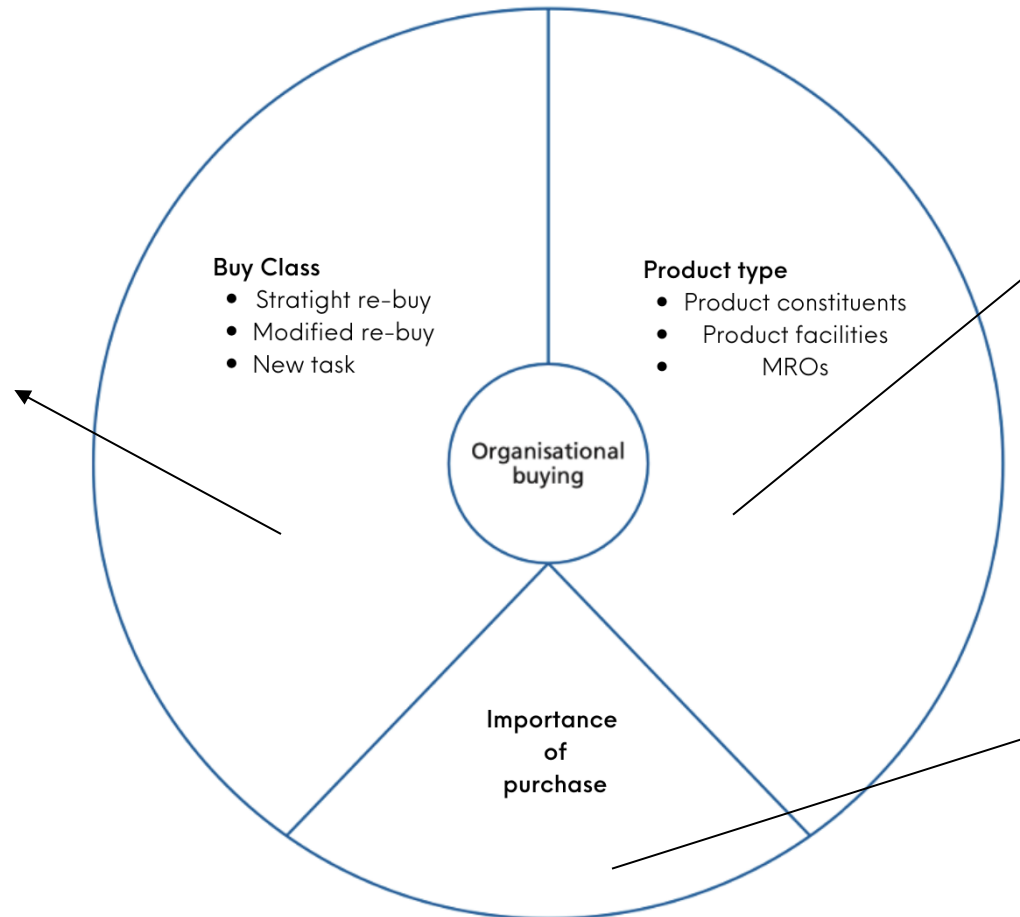 Buy Class
• Stratight re-buy
• Modified re-buy
• New task
Product type
• Product constituents
• Product facilities
• MROs
Organisational
buying
Importance
of
purchase